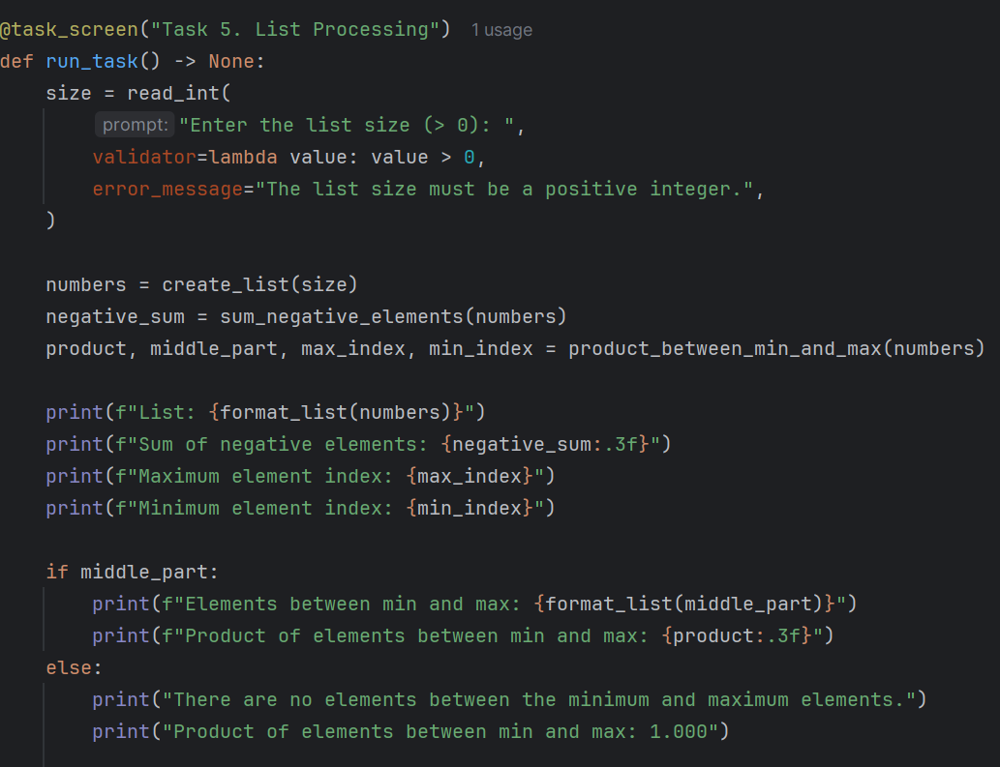 @task_screen("Task 5. List Processing")  1 usage
def run_task() -> None:
    size = read_int(
        prompt: "Enter the list size (> 0): ",
        validator=lambda value: value > 0,
        error_message="The list size must be a positive integer.",
    )

    numbers = create_list(size)
    negative_sum = sum_negative_elements(numbers)
    product, middle_part, max_index, min_index = product_between_min_and_max(numbers)

    print(f"List: {format_list(numbers)}")
    print(f"Sum of negative elements: {negative_sum:.3f}")
    print(f"Maximum element index: {max_index}")
    print(f"Minimum element index: {min_index}")

    if middle_part:
        print(f"Elements between min and max: {format_list(middle_part)}")
        print(f"Product of elements between min and max: {product:.3f}")
    else:
        print("There are no elements between the minimum and maximum elements.")
        print("Product of elements between min and max: 1.000")